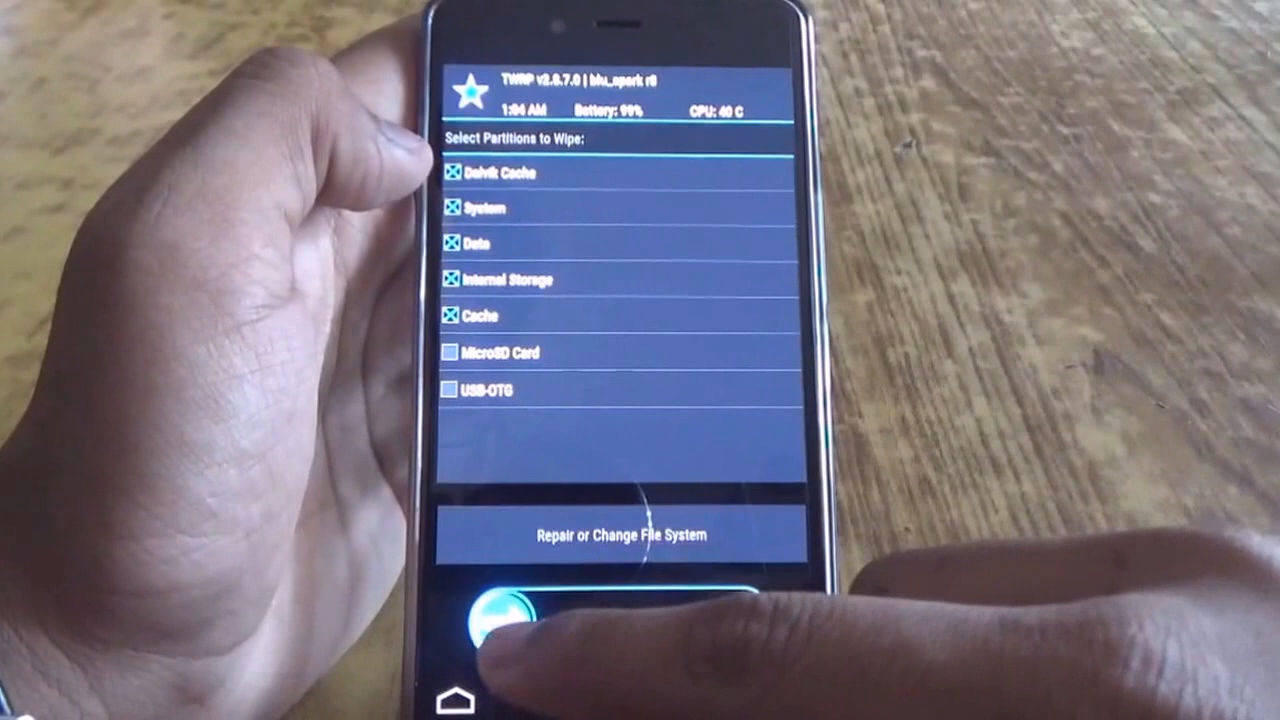 TWRP v2.8.7.0 | blu_spark r8
1:04 AM Battery: 99% CPU: 40 C
Select Partitions to Wipe:
Dalvik Cache
System
Data
Internal Storage
Cache
MicroSD Card
USB-OTG
Repair or Change File System